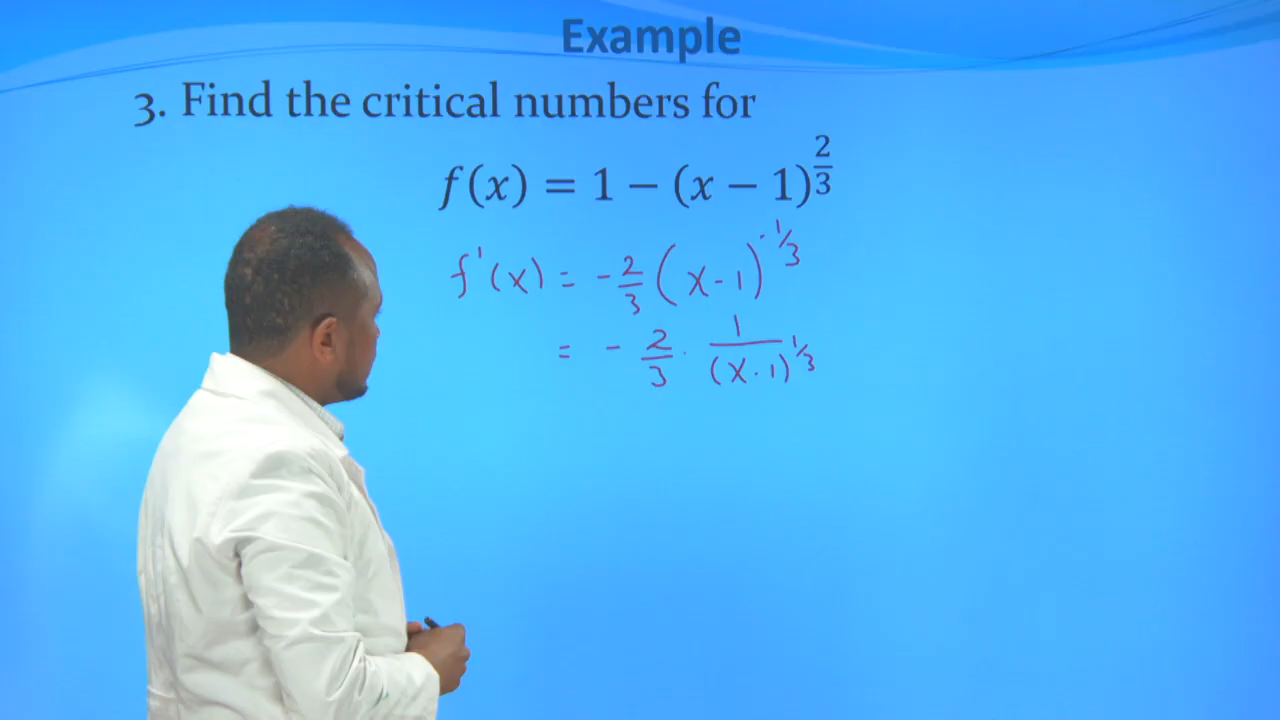 Example
3. Find the critical numbers for
f(x) = 1 − (x − 1)^(2/3)
f'(x) = -2/3 (x-1)^(-1/3)
= - 2/3 · 1/(x-1)^(1/3)